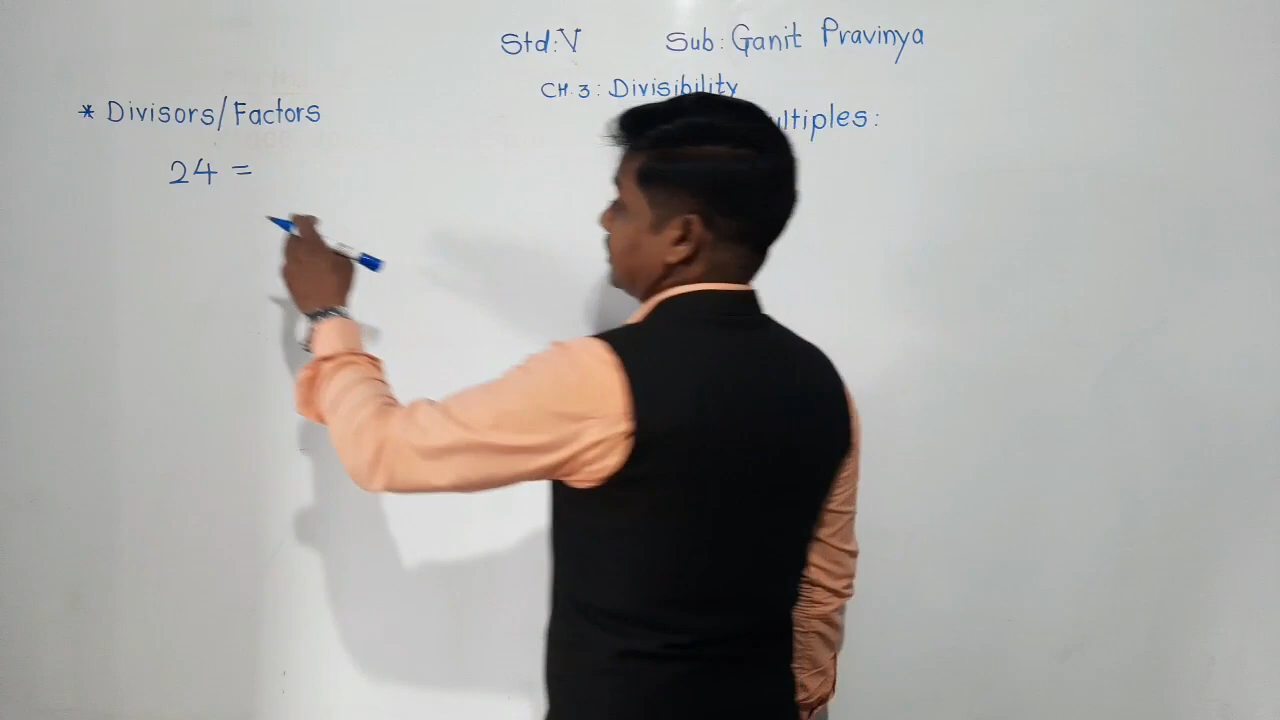 Std: V Sub: Ganit Pravinya
CH. 3: Divisibility
* Divisors/Factors
24 =